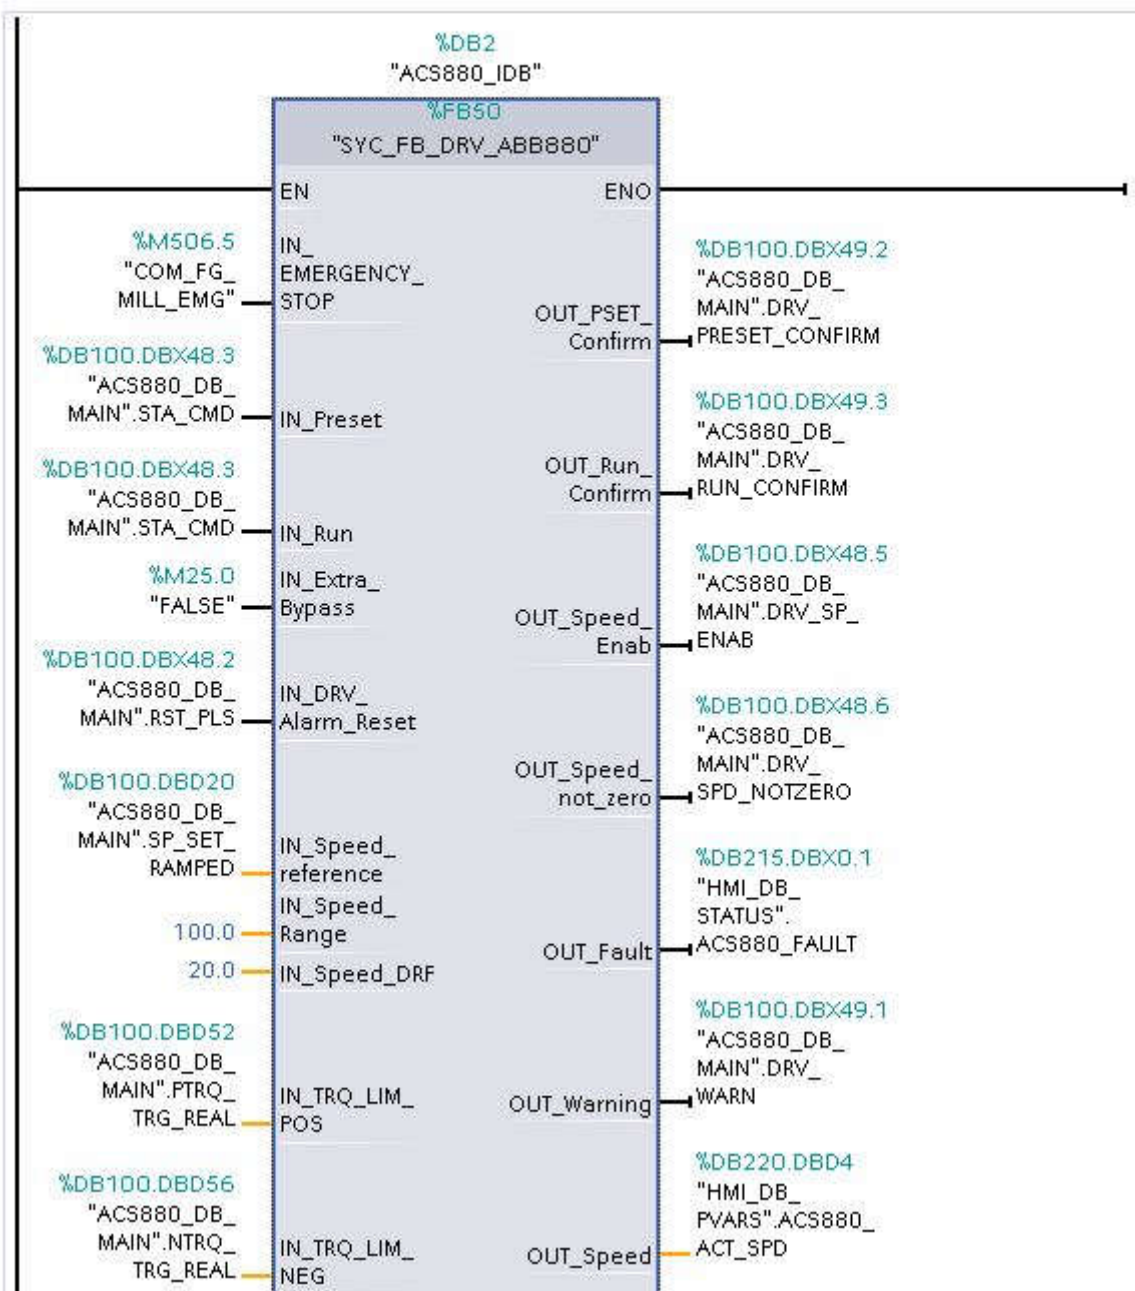 %DB2
"ACS880_IDB"
%FB50
"SYC_FB_DRV_ABB880"
EN
ENO
%M506.5
"COM_FG_
MILL_EMG"
IN_
EMERGENCY_
STOP
%DB100.DBX48.3
"ACS880_DB_
MAIN".STA_CMD
IN_Preset
%DB100.DBX48.3
"ACS880_DB_
MAIN".STA_CMD
IN_Run
%M25.0
"FALSE"
IN_Extra_
Bypass
%DB100.DBX48.2
"ACS880_DB_
MAIN".RST_PLS
IN_DRV_
Alarm_Reset
%DB100.DBD20
"ACS880_DB_
MAIN".SP_SET_
RAMPED
IN_Speed_
reference
100.0
IN_Speed_
Range
20.0
IN_Speed_DRF
%DB100.DBD52
"ACS880_DB_
MAIN".PTRQ_
TRG_REAL
IN_TRQ_LIM_
POS
%DB100.DBD56
"ACS880_DB_
MAIN".NTRQ_
TRG_REAL
IN_TRQ_LIM_
NEG
OUT_PSET_
Confirm
%DB100.DBX49.2
"ACS880_DB_
MAIN".DRV_
PRESET_CONFIRM
OUT_Run_
Confirm
%DB100.DBX49.3
"ACS880_DB_
MAIN".DRV_
RUN_CONFIRM
OUT_Speed_
Enab
%DB100.DBX48.5
"ACS880_DB_
MAIN".DRV_SP_
ENAB
OUT_Speed_
not_zero
%DB100.DBX48.6
"ACS880_DB_
MAIN".DRV_
SPD_NOTZERO
OUT_Fault
%DB215.DBX0.1
"HMI_DB_
STATUS".
ACS880_FAULT
OUT_Warning
%DB100.DBX49.1
"ACS880_DB_
MAIN".DRV_
WARN
OUT_Speed
%DB220.DBD4
"HMI_DB_
PVARS".ACS880_
ACT_SPD